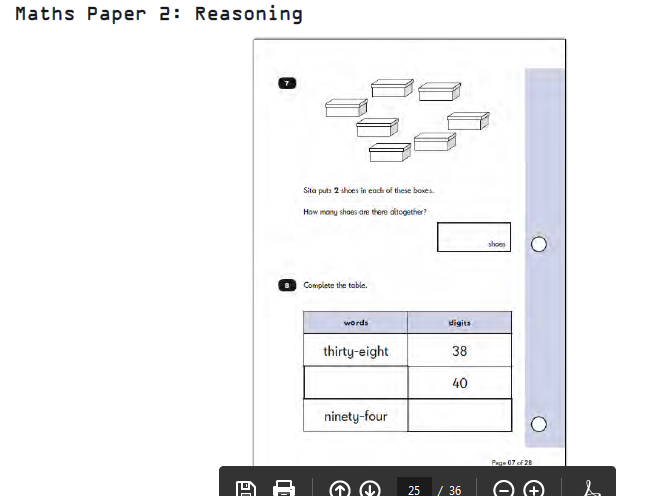 Maths Paper 2: Reasoning
7
Sita puts 2 shoes in each of these boxes.
How many shoes are there altogether?
shoes
8 Complete the table.
words digits
thirty-eight 38
40
ninety-four
Page 07 of 28
25 / 36